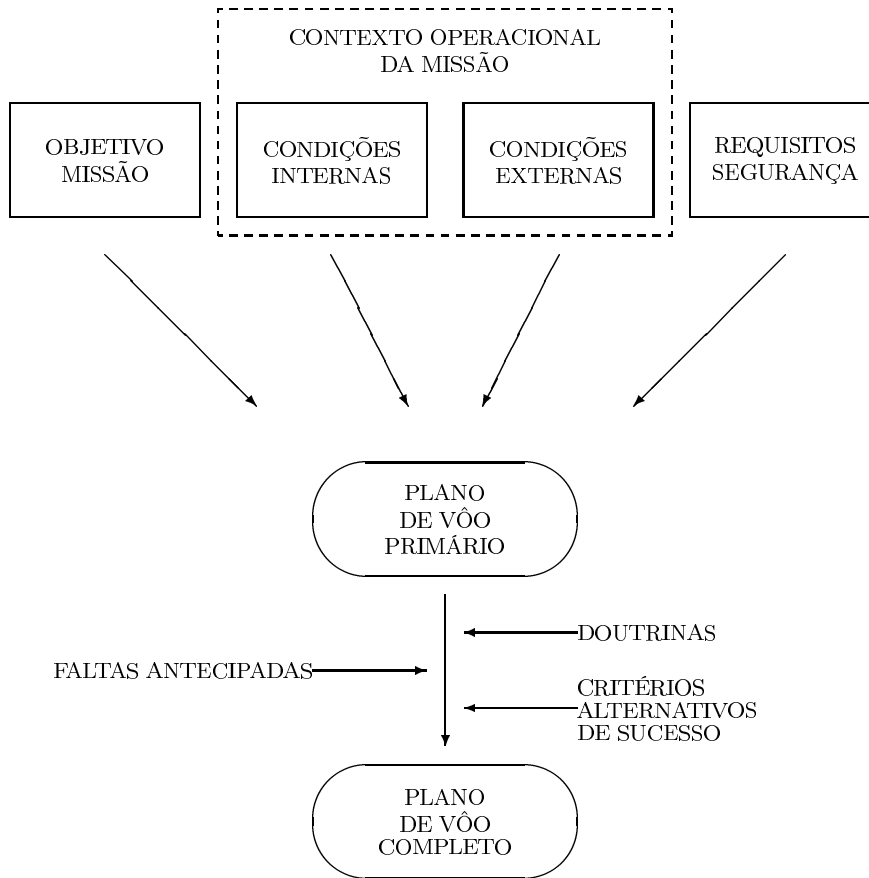 CONTEXTO OPERACIONAL
DA MISSÃO
OBJETIVO
MISSÃO
CONDIÇÕES
INTERNAS
CONDIÇÕES
EXTERNAS
REQUISITOS
SEGURANÇA
PLANO
DE VÔO
PRIMÁRIO
DOUTRINAS
FALTAS ANTECIPADAS
CRITÉRIOS
ALTERNATIVOS
DE SUCESSO
PLANO
DE VÔO
COMPLETO